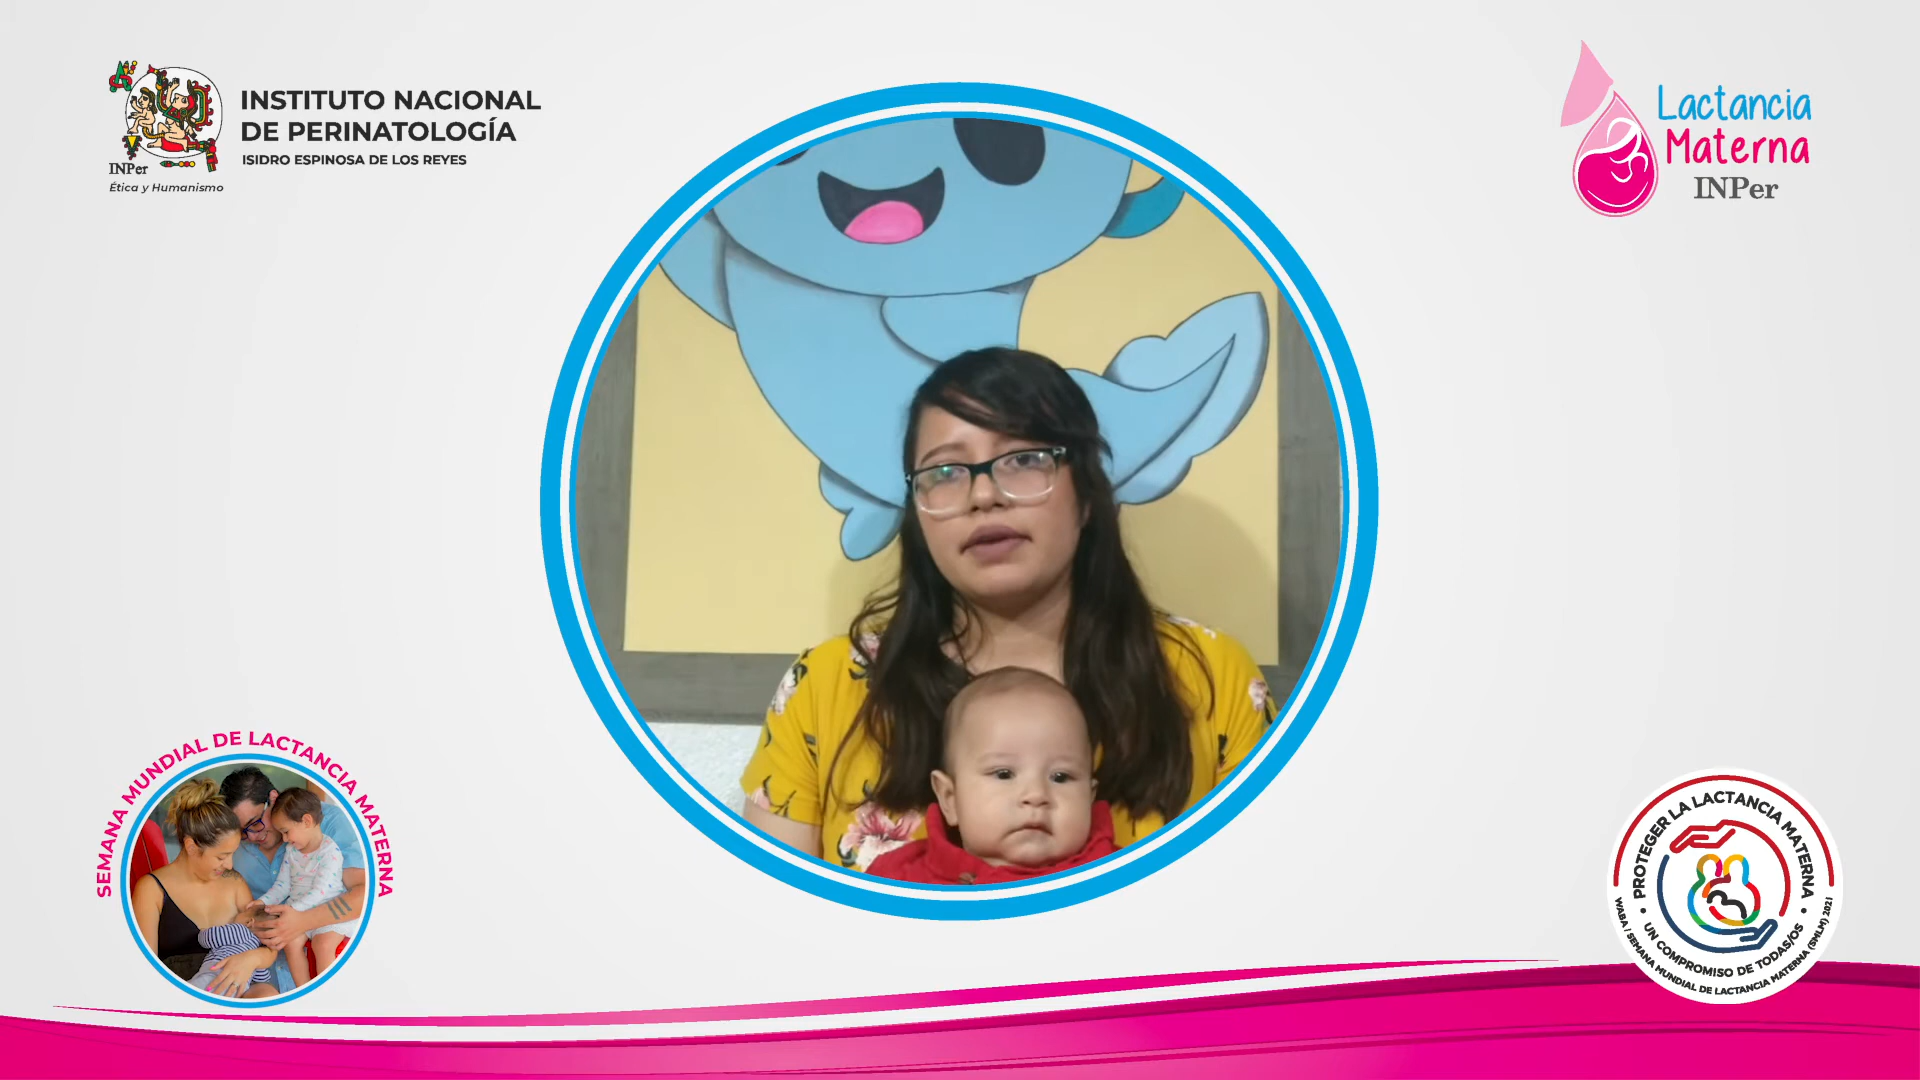 INSTITUTO NACIONAL
DE PERINATOLOGÍA
ISIDRO ESPINOSA DE LOS REYES
INPer
Ética y Humanismo
Lactancia
Materna
INPer
SEMANA MUNDIAL DE LACTANCIA MATERNA
PROTEGER LA LACTANCIA MATERNA
• UN COMPROMISO DE TODAS/OS •
WABA / SEMANA MUNDIAL DE LACTANCIA MATERNA (SMLM) 2021